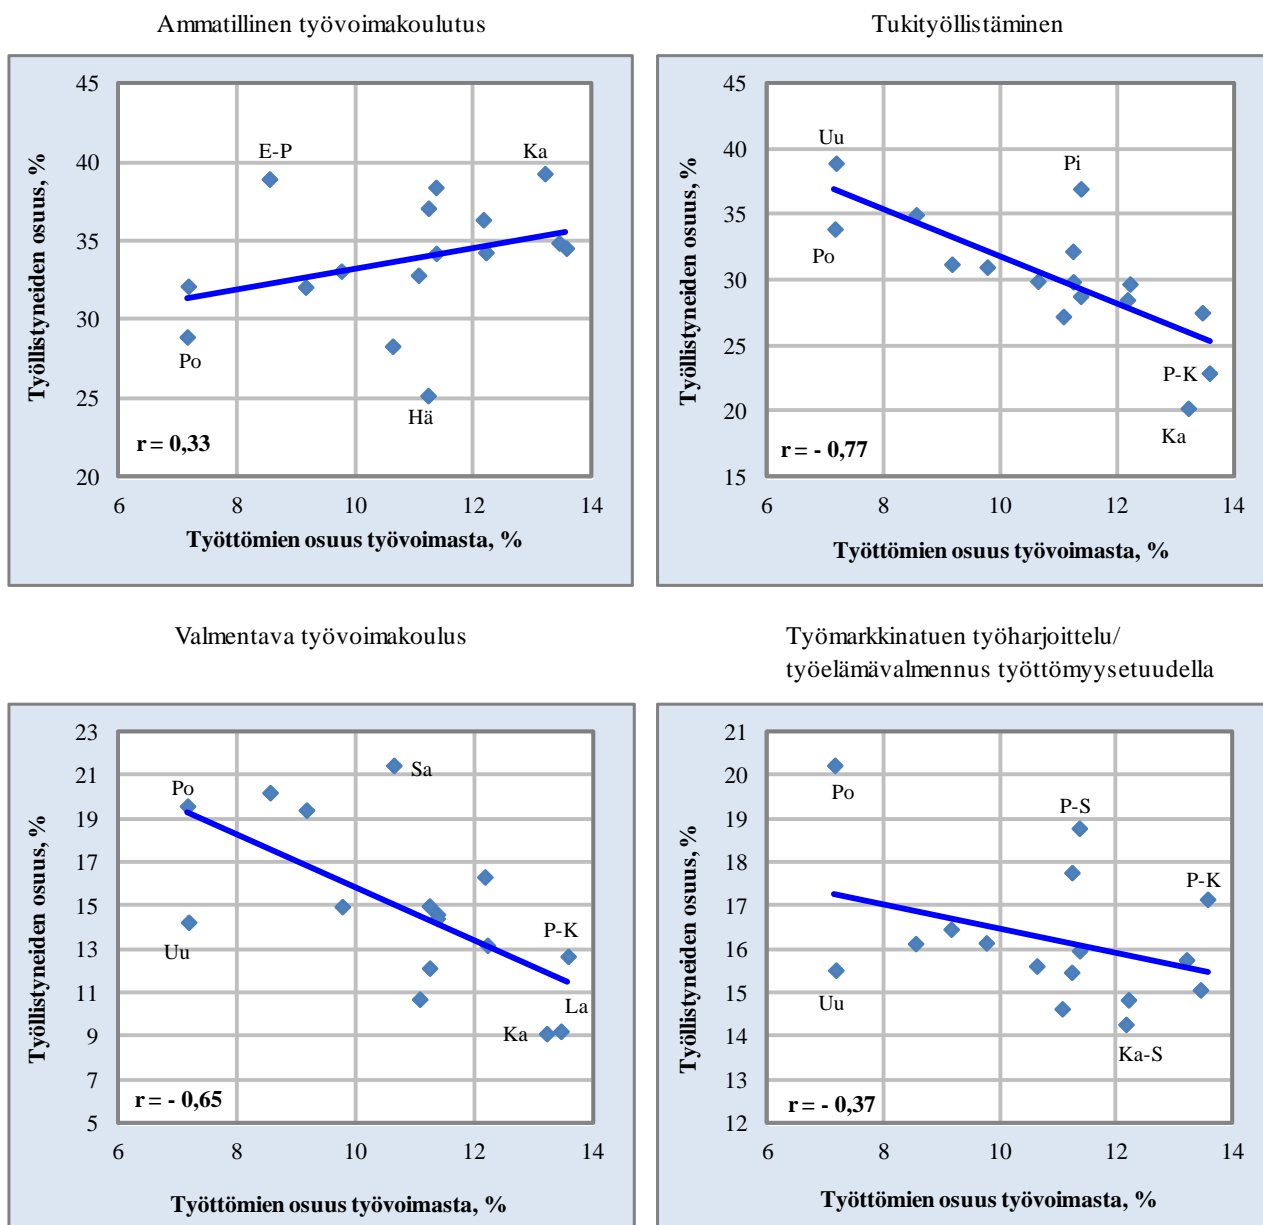 Ammatillinen työvoimakoulutus
45
40
35
30
25
20
6 8 10 12 14
Työllistyneiden osuus, %
E-P
Ka
Po
Hä
r = 0,33
Työttömien osuus työvoimasta, %
Tukityöllistäminen
45
40
35
30
25
20
15
6 8 10 12 14
Työllistyneiden osuus, %
Uu
Pi
Po
P-K
Ka
r = - 0,77
Työttömien osuus työvoimasta, %
Valmentava työvoimakoulus
23
21
19
17
15
13
11
9
7
5
6 8 10 12 14
Työllistyneiden osuus, %
Sa
Po
Uu
P-K
La
Ka
r = - 0,65
Työttömien osuus työvoimasta, %
Työmarkkinatuen työharjoittelu/
työelämävalmennus työttömyysetuudella
21
20
19
18
17
16
15
14
13
12
6 8 10 12 14
Työllistyneiden osuus, %
Po
P-S
P-K
Uu
Ka-S
r = - 0,37
Työttömien osuus työvoimasta, %